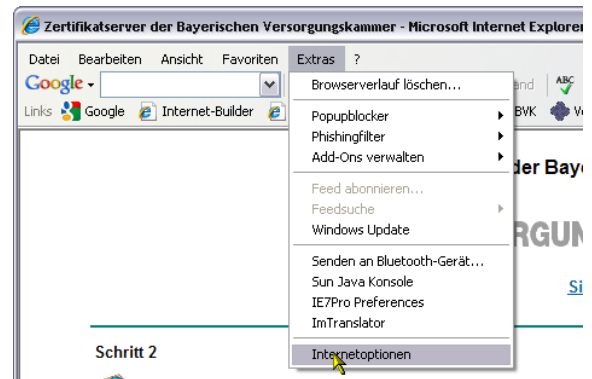 Zertifikatserver der Bayerischen Versorgungskammer - Microsoft Internet Explorer
Datei Bearbeiten Ansicht Favoriten Extras ?
Google
ABC
Links Google Internet-Builder BVK
Browserverlauf löschen...
Popupblocker
Phishingfilter
Add-Ons verwalten
Feed abonnieren...
Feedsuche
Windows Update
Senden an Bluetooth-Gerät...
Sun Java Konsole
IE7Pro Preferences
ImTranslator
Internetoptionen
der Baye
RGUN
Si
Schritt 2